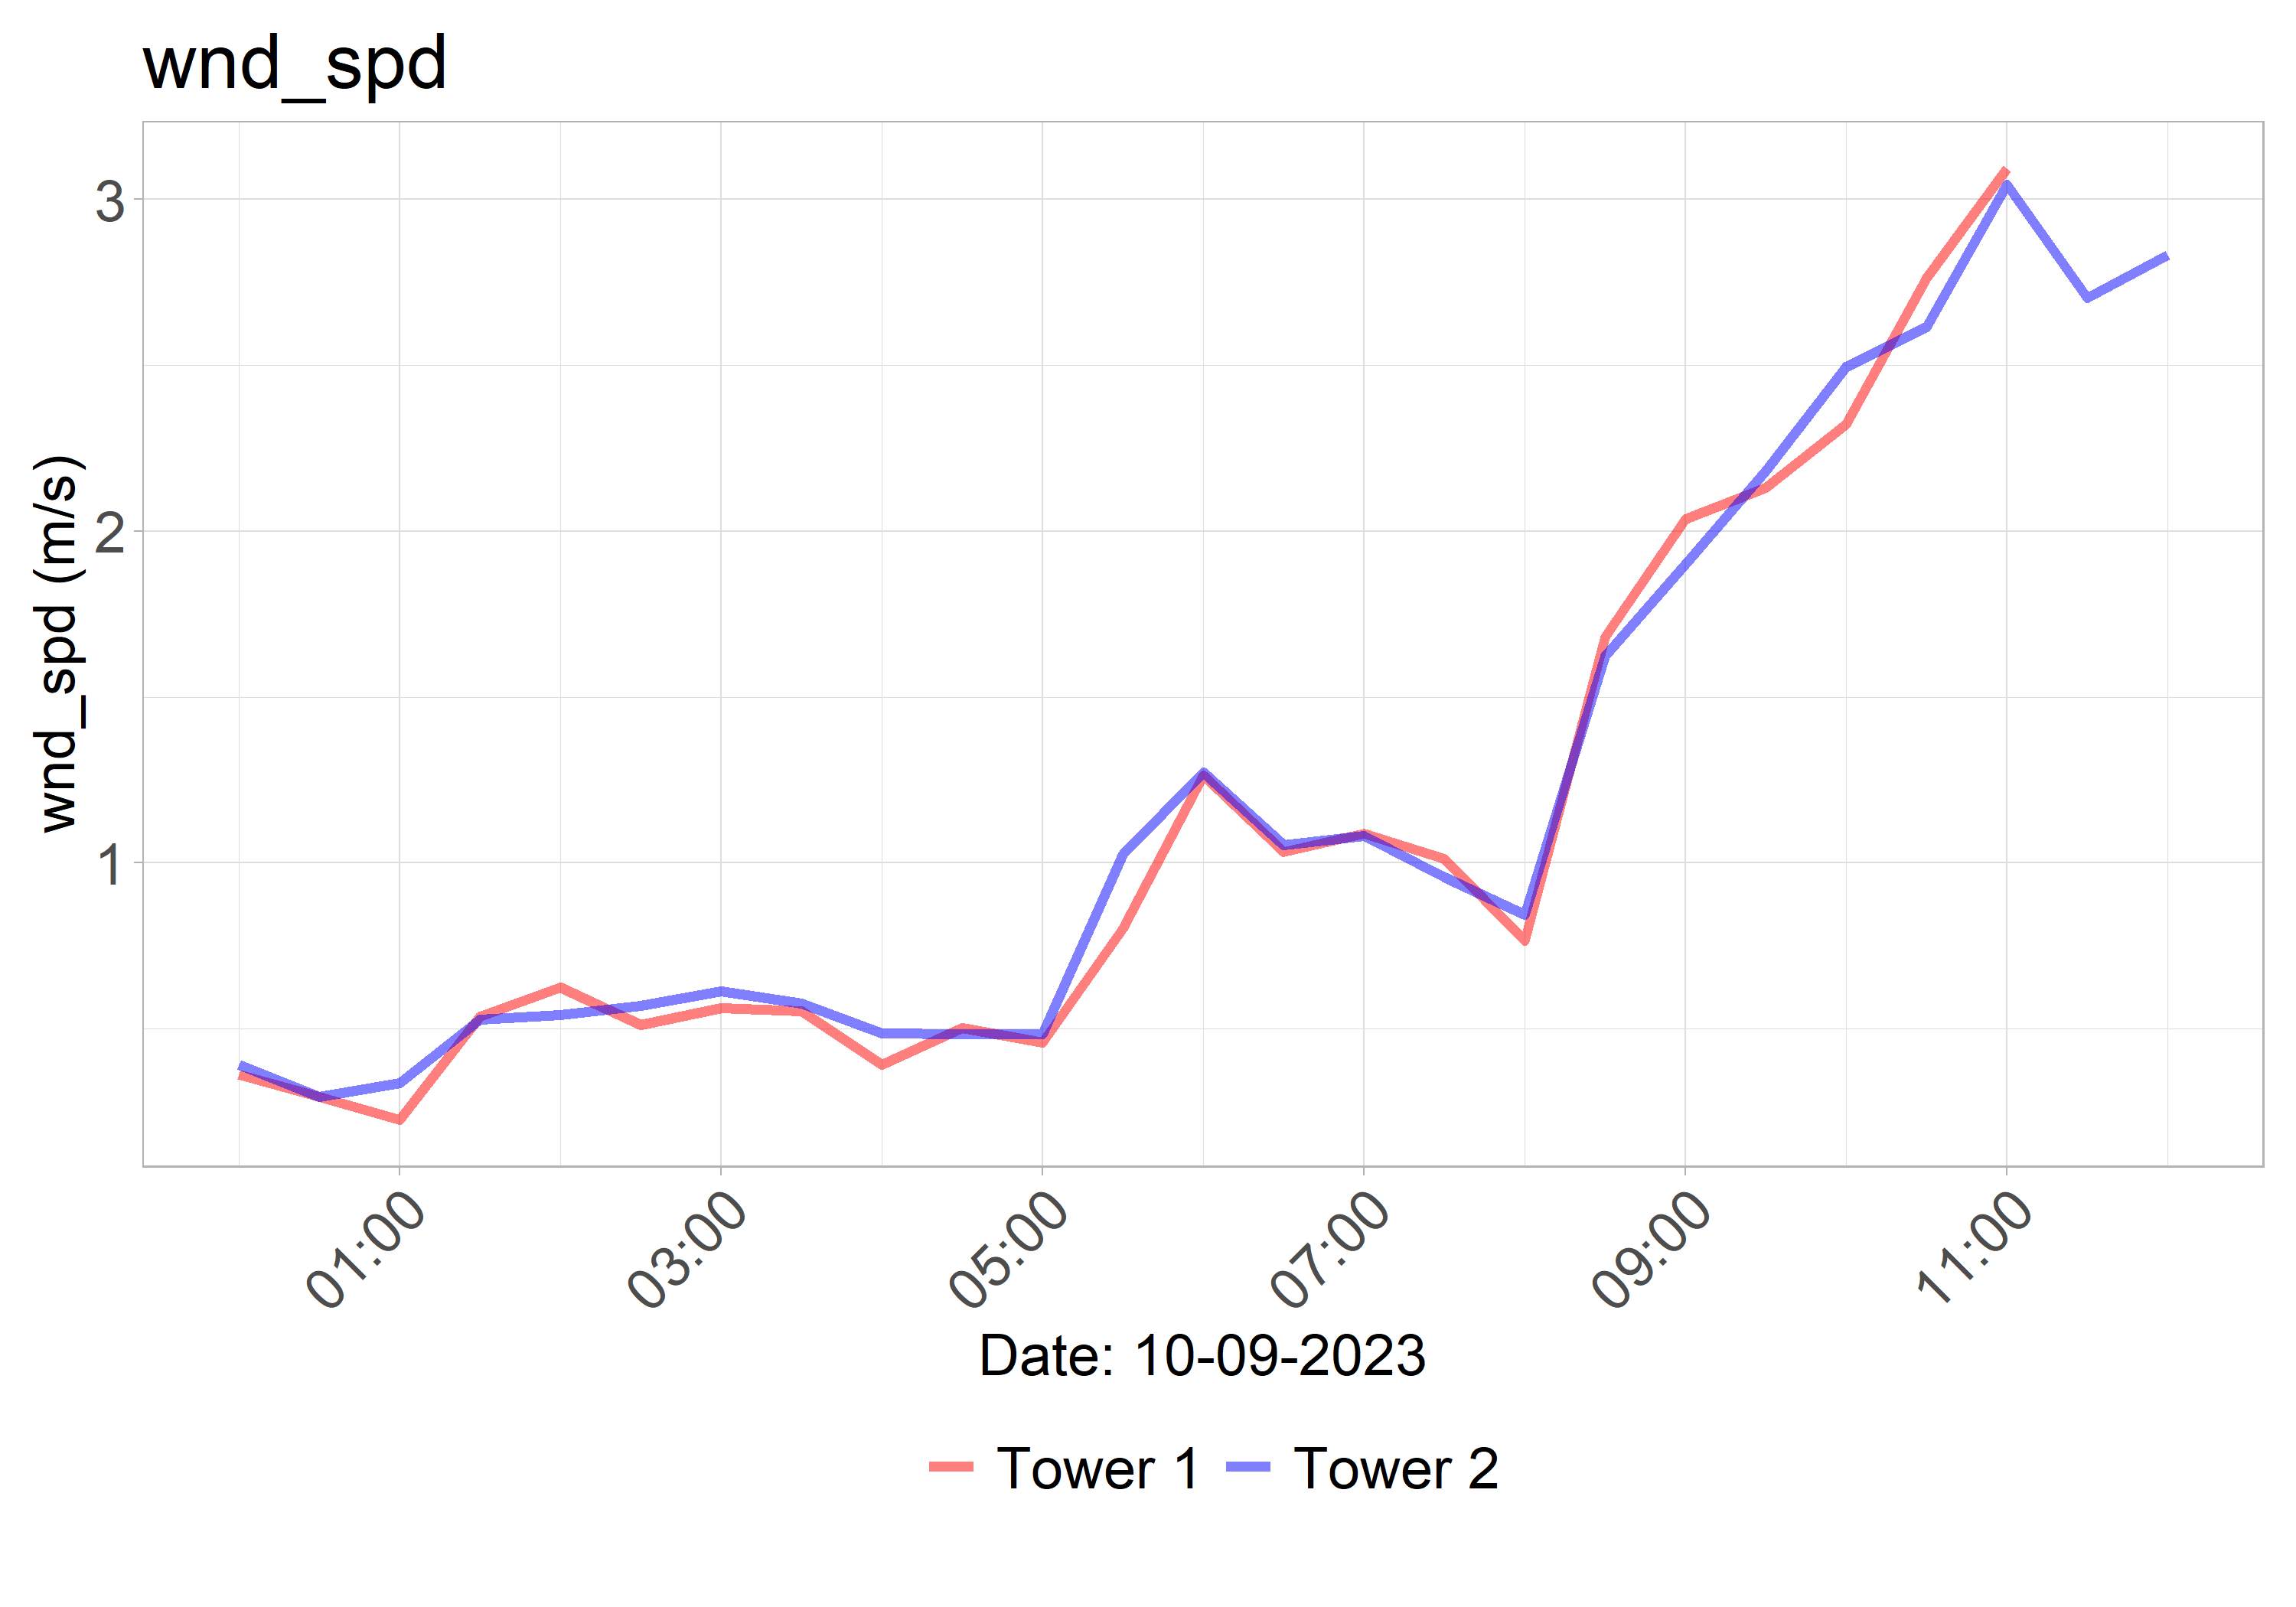 wnd_spd
wnd_spd (m/s)
3
2
1
01:00
03:00
05:00
07:00
09:00
11:00
Date: 10-09-2023
Tower 1
Tower 2